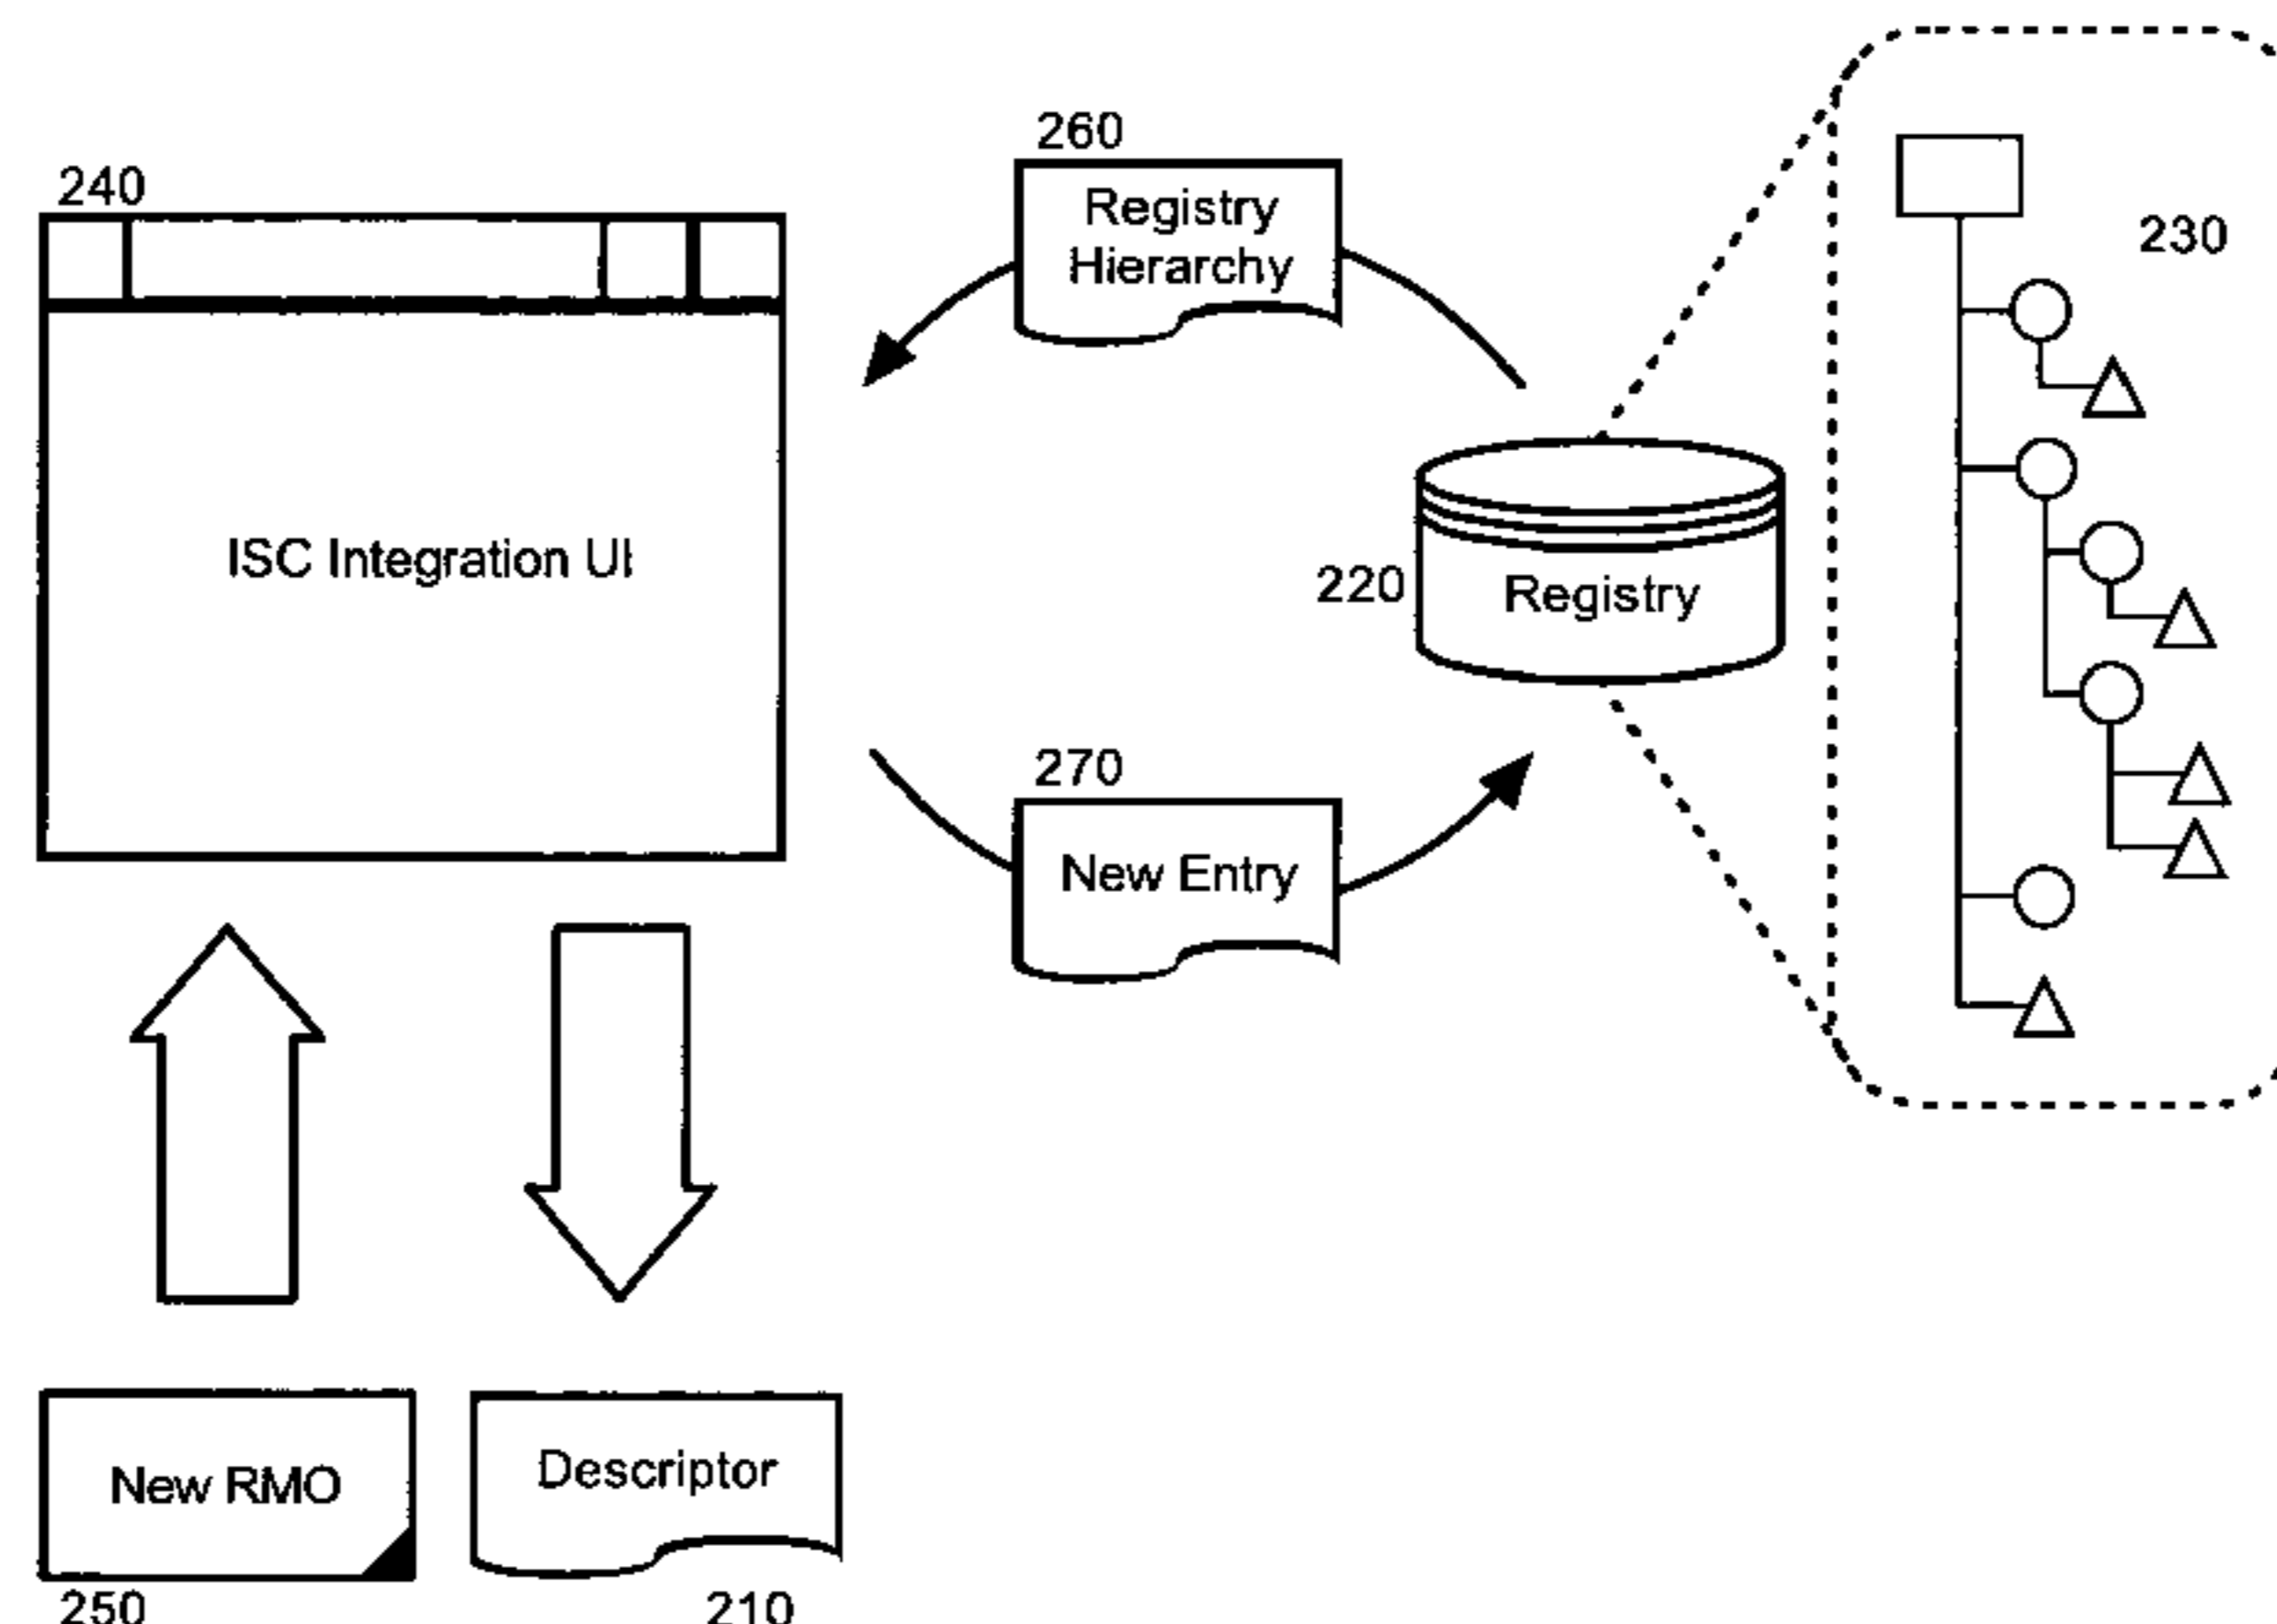 260
Registry
Hierarchy
240
230
ISC Integration UI
220
Registry
270
New Entry
New RMO
Descriptor
250
210